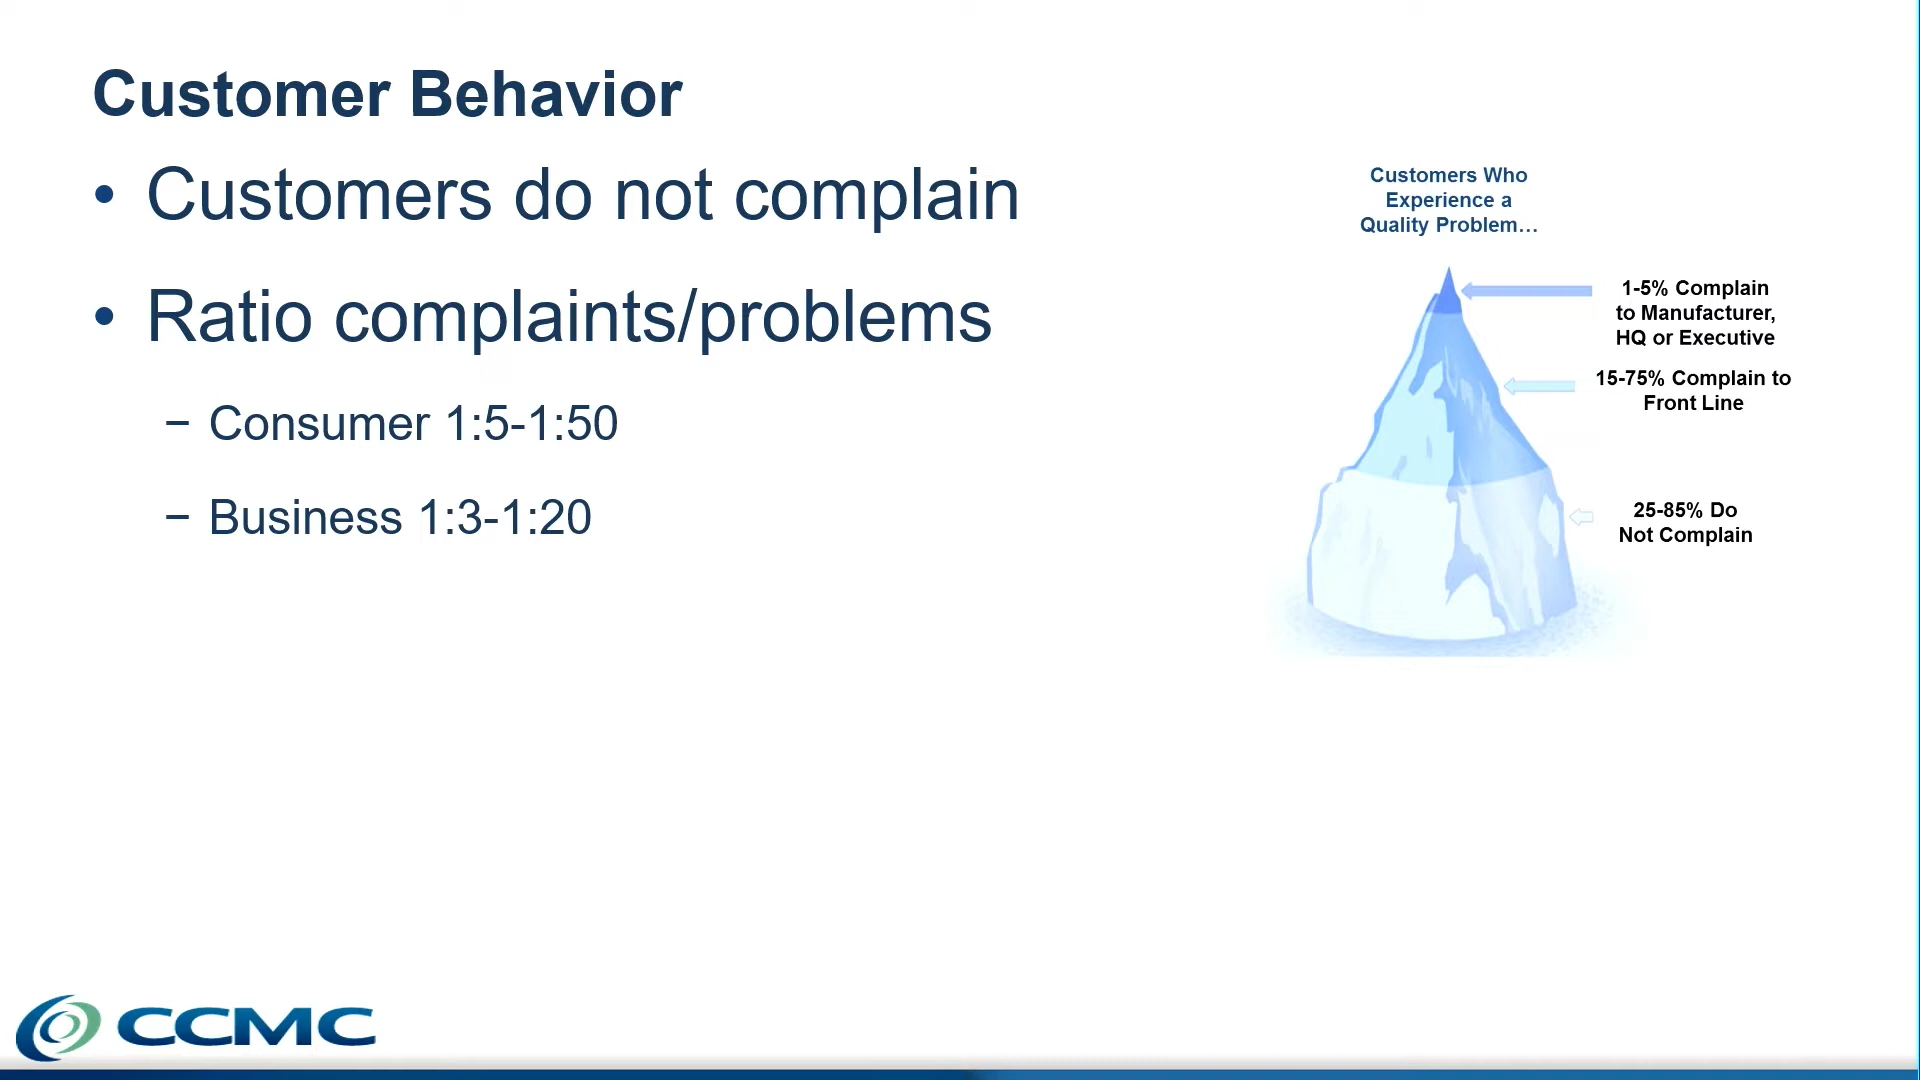 Customer Behavior
• Customers do not complain
• Ratio complaints/problems
− Consumer 1:5-1:50
− Business 1:3-1:20
Customers Who
Experience a
Quality Problem…
1-5% Complain
to Manufacturer,
HQ or Executive
15-75% Complain to
Front Line
25-85% Do
Not Complain
CCMC